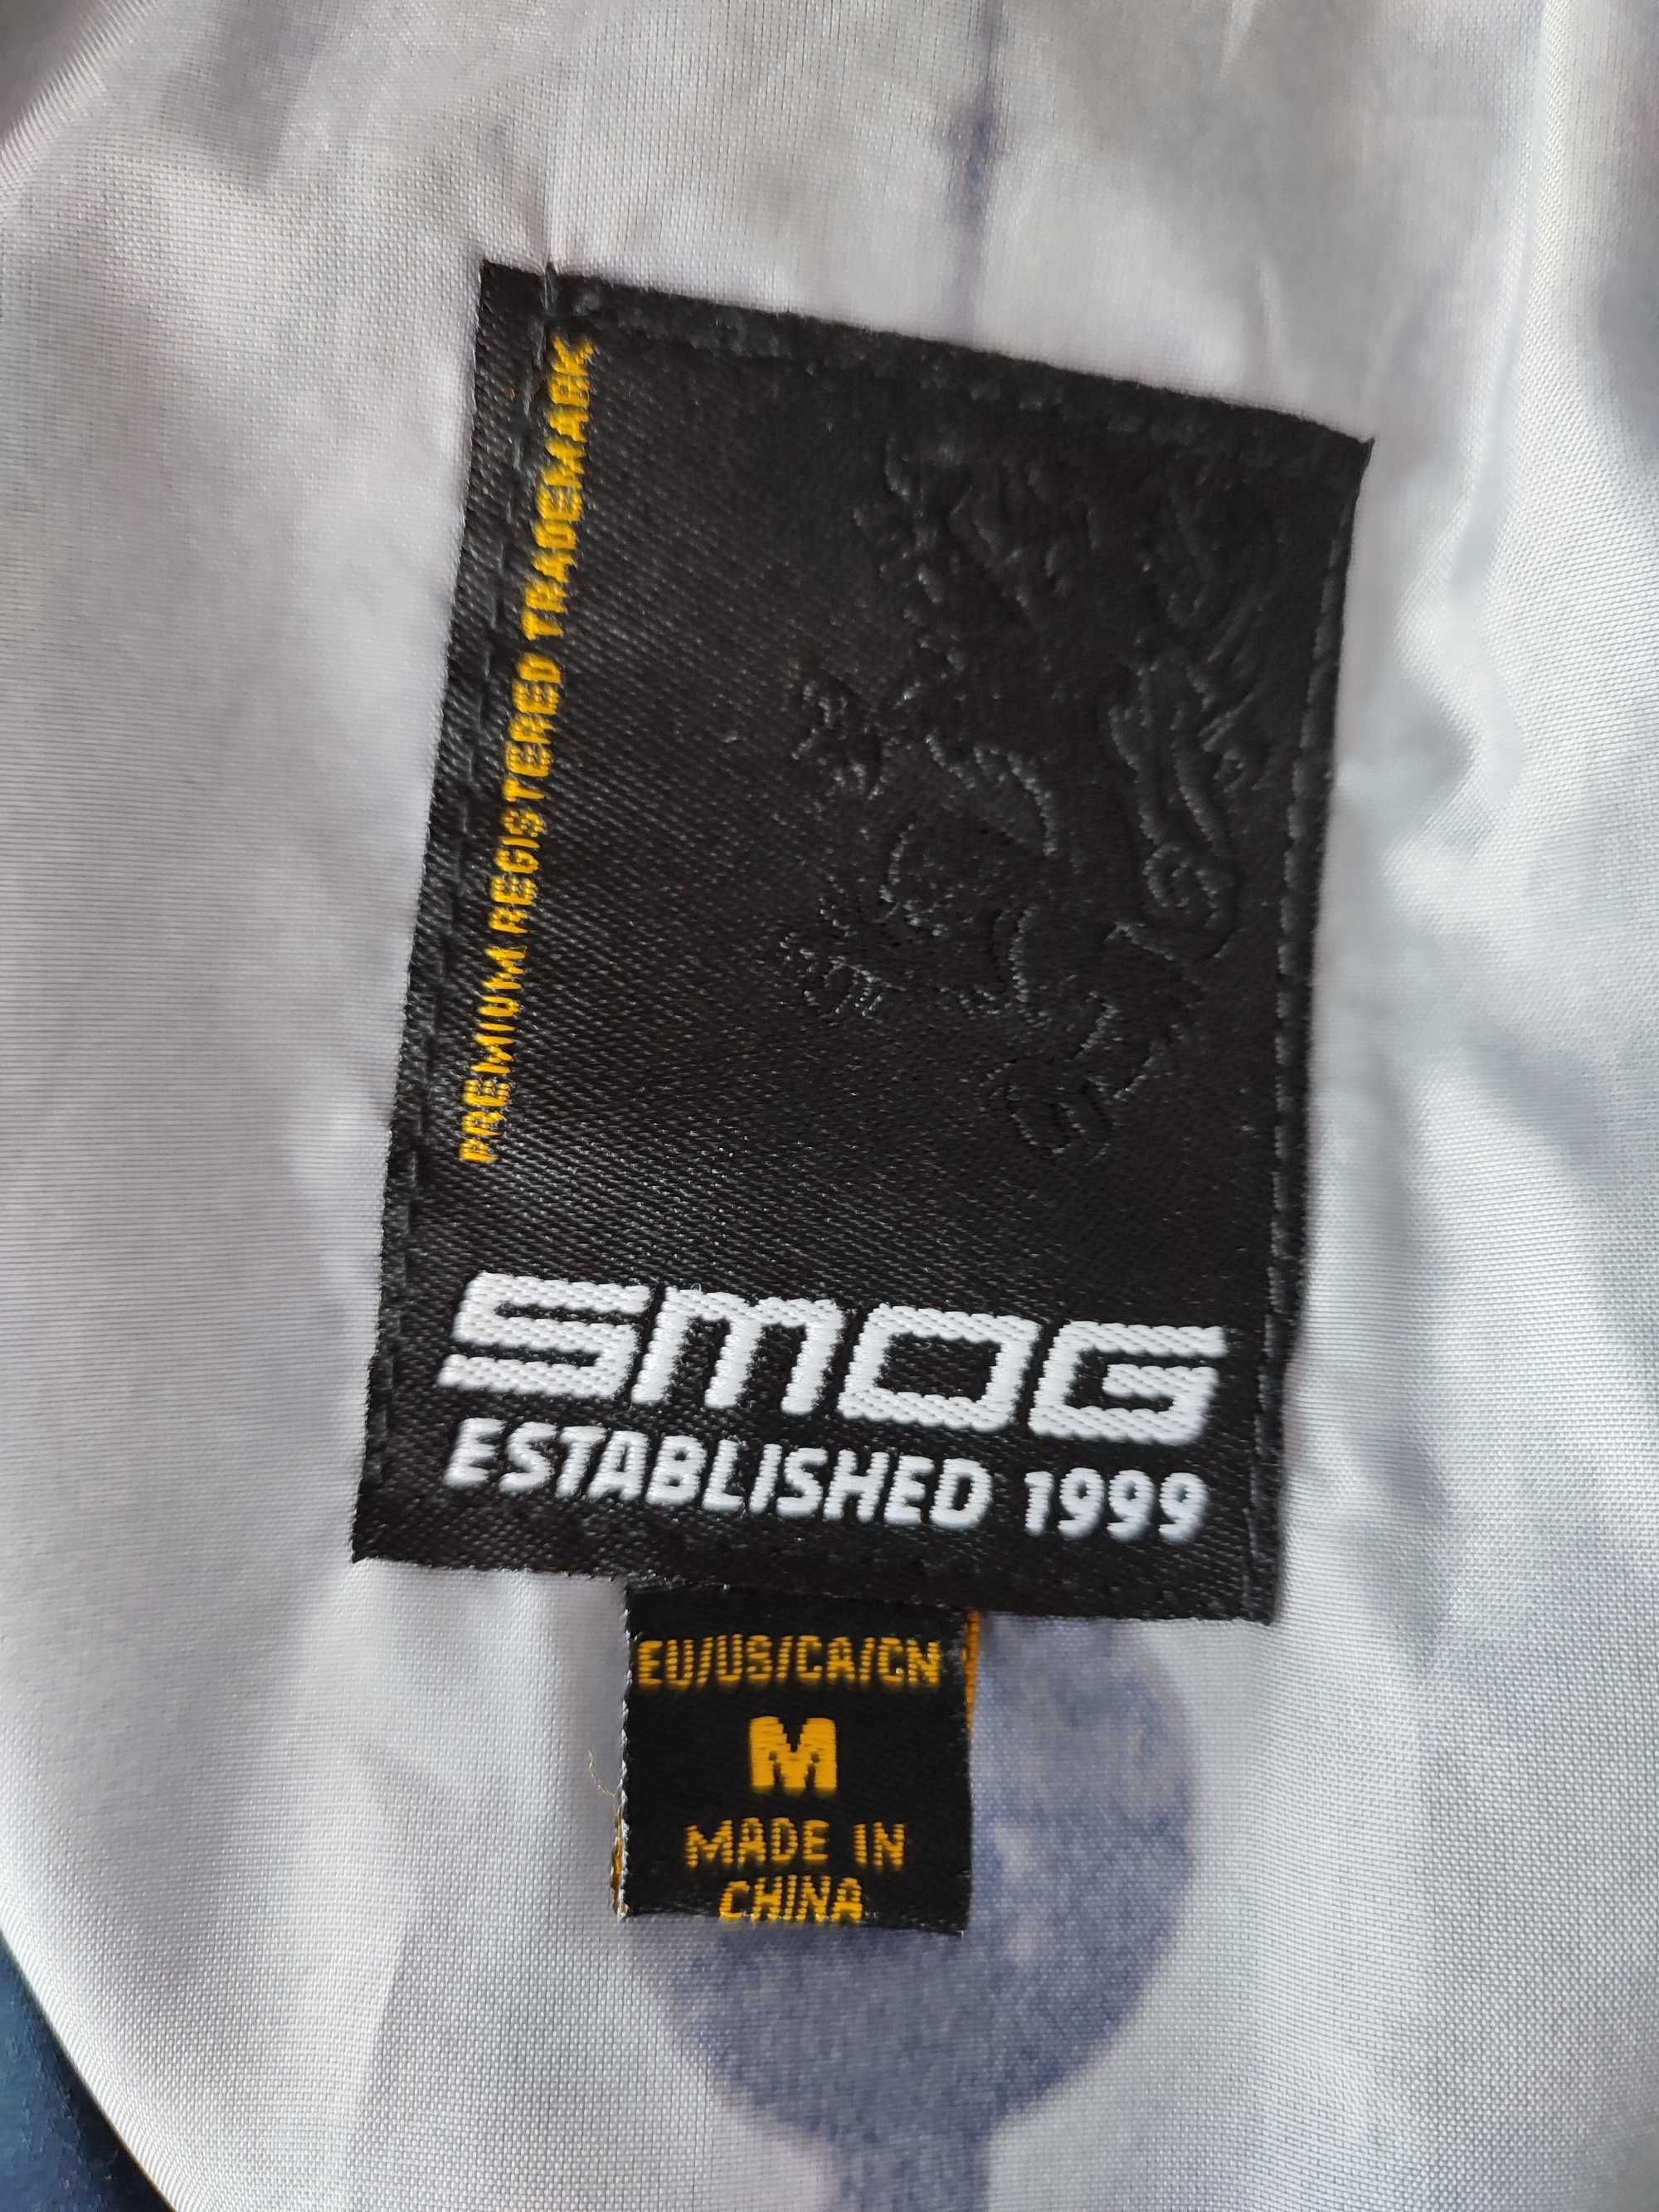 PREMIUM REGISTERED TRADEMARK
SMOG
ESTABLISHED 1999
EU/US/CA/CN
M
MADE IN
CHINA